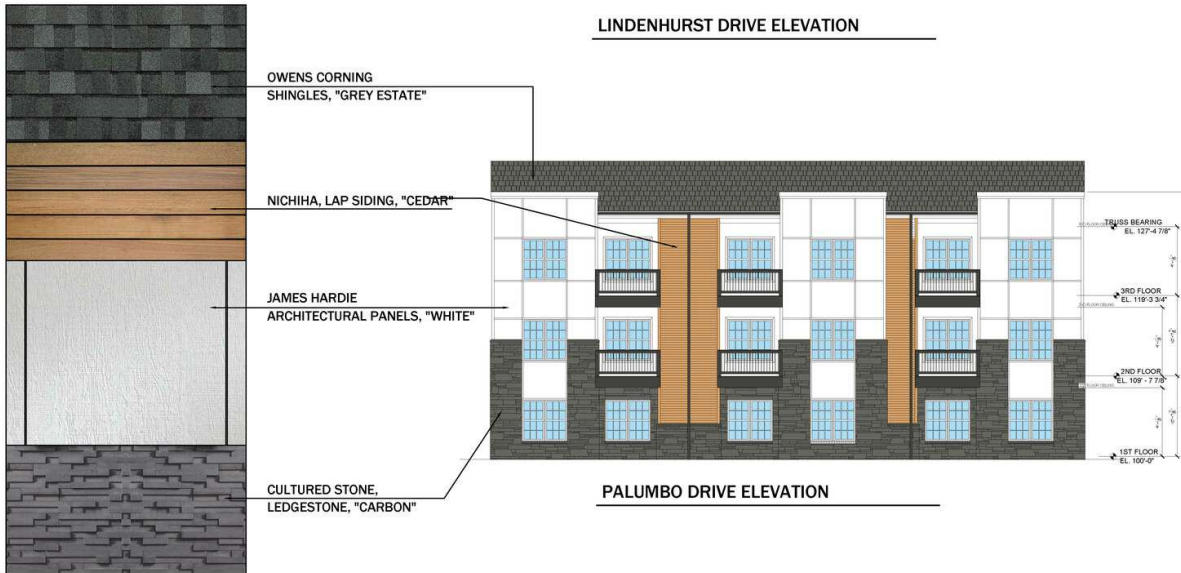 LINDENHURST DRIVE ELEVATION
OWENS CORNING
SHINGLES, "GREY ESTATE"
NICHIHA, LAP SIDING, "CEDAR"
JAMES HARDIE
ARCHITECTURAL PANELS, "WHITE"
CULTURED STONE,
LEDGESTONE, "CARBON"
TRUSS BEARING
EL. 127'-4 7/8"
3RD FLOOR
EL. 119'-3 3/4"
2ND FLOOR
EL. 109' - 7 7/8"
1ST FLOOR
EL. 100'-0"
PALUMBO DRIVE ELEVATION